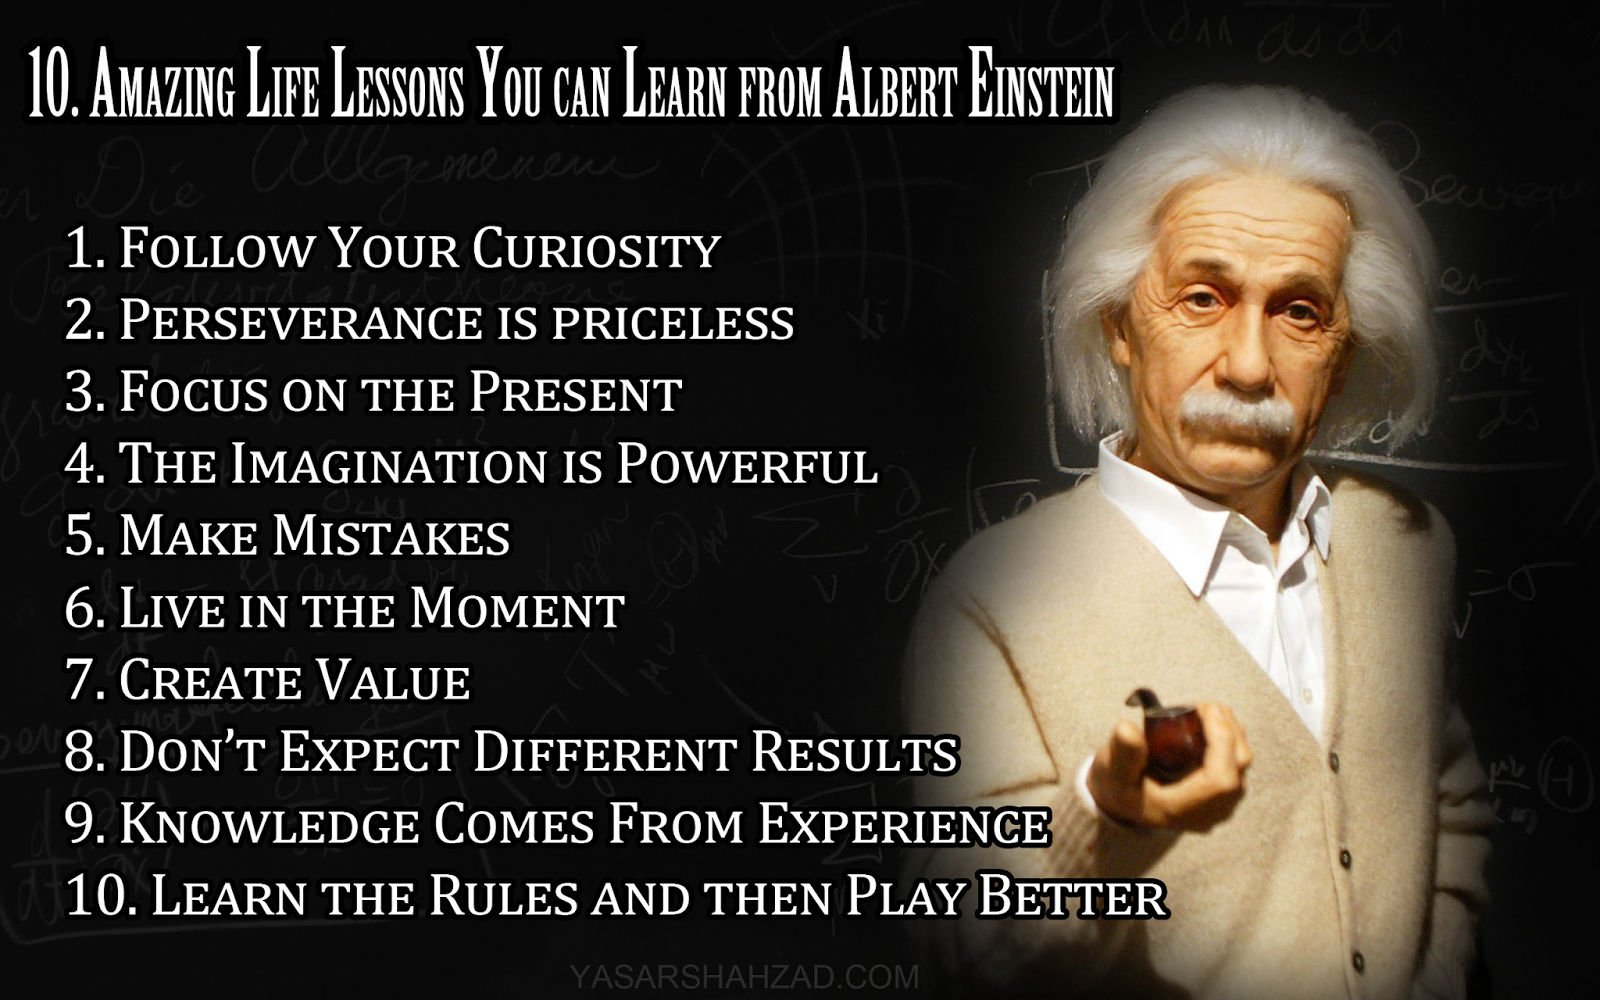 10. Amazing Life Lessons You can Learn from Albert Einstein
Die Allgemeinen
1. Follow Your Curiosity
2. Perseverance is priceless
3. Focus on the Present
4. The Imagination is Powerful
5. Make Mistakes
6. Live in the Moment
7. Create Value
8. Don't Expect Different Results
9. Knowledge Comes From Experience
10. Learn the Rules and then Play Better
YASARSHAHZAD.COM